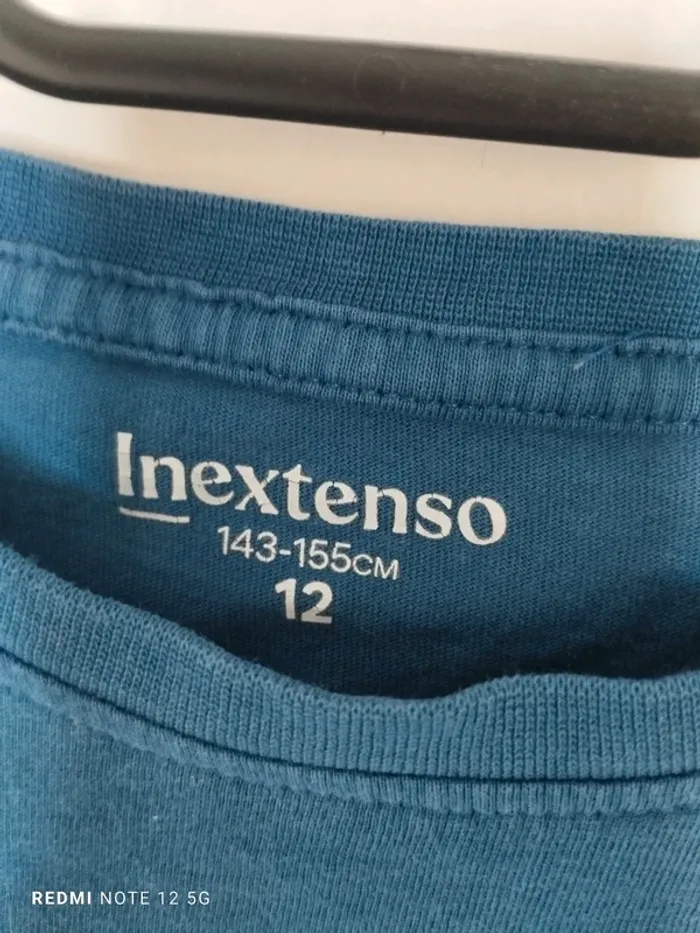 Inextenso
143-155CM
12
REDMI NOTE 12 5G